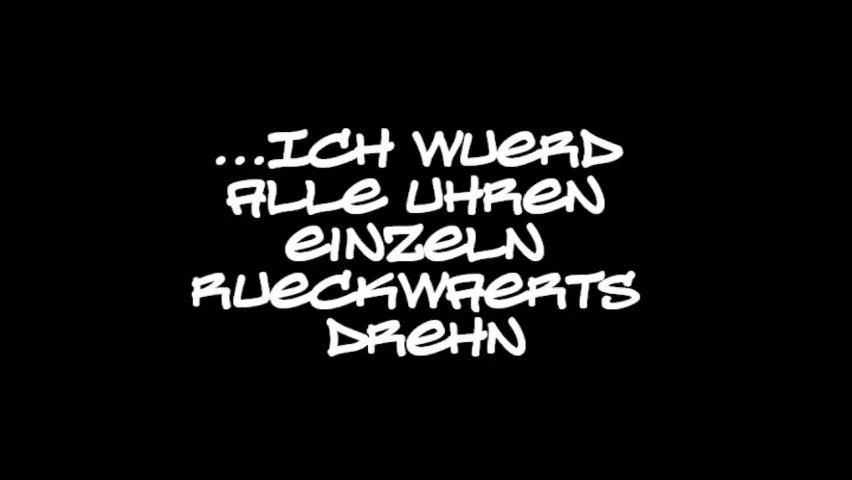 ...ICH WUeRD
ALLe UHReN
eINZeLN
RUeCKWAeRTS
DReHN